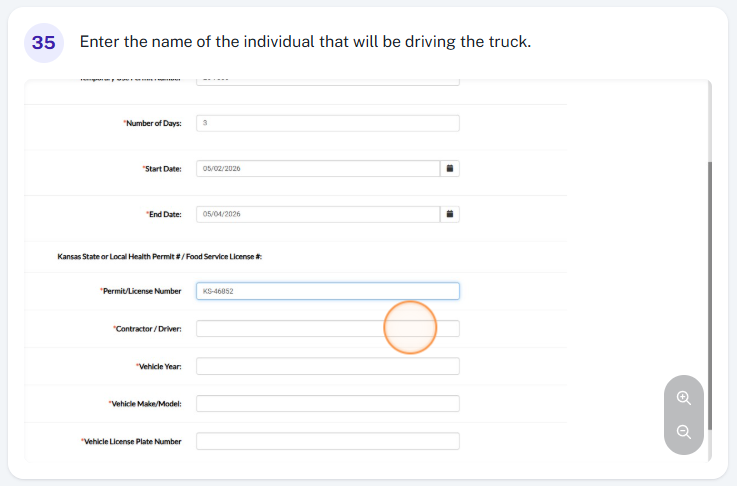 35 Enter the name of the individual that will be driving the truck.
*Number of Days: 3
*Start Date: 05/02/2026
*End Date: 05/04/2026
Kansas State or Local Health Permit # / Food Service License #:
*Permit/License Number KS-46852
*Contractor / Driver:
*Vehicle Year:
*Vehicle Make/Model:
*Vehicle License Plate Number